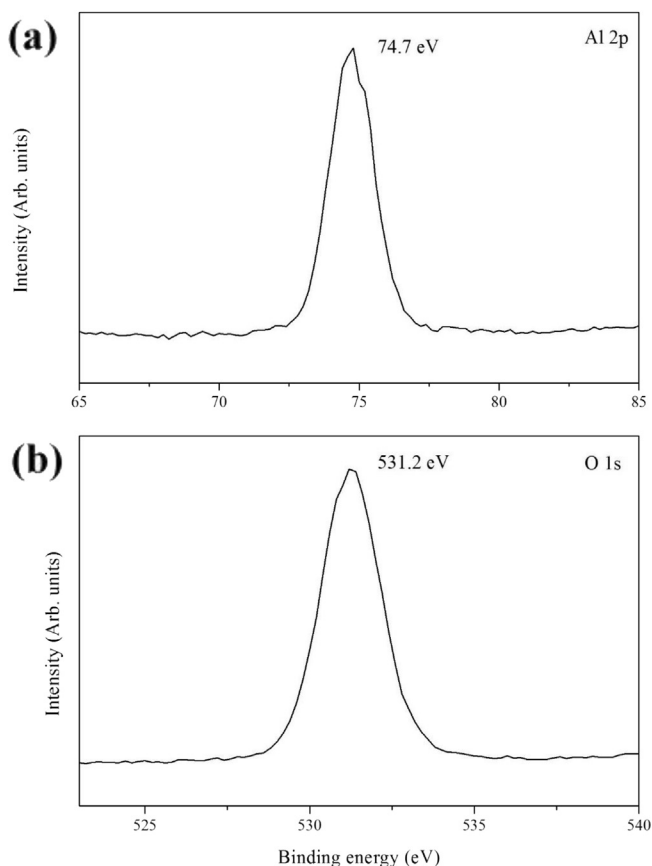 (a)
74.7 eV
Al 2p
Intensity (Arb. units)
65 70 75 80 85
(b)
531.2 eV
O 1s
Intensity (Arb. units)
525 530 535 540
Binding energy (eV)